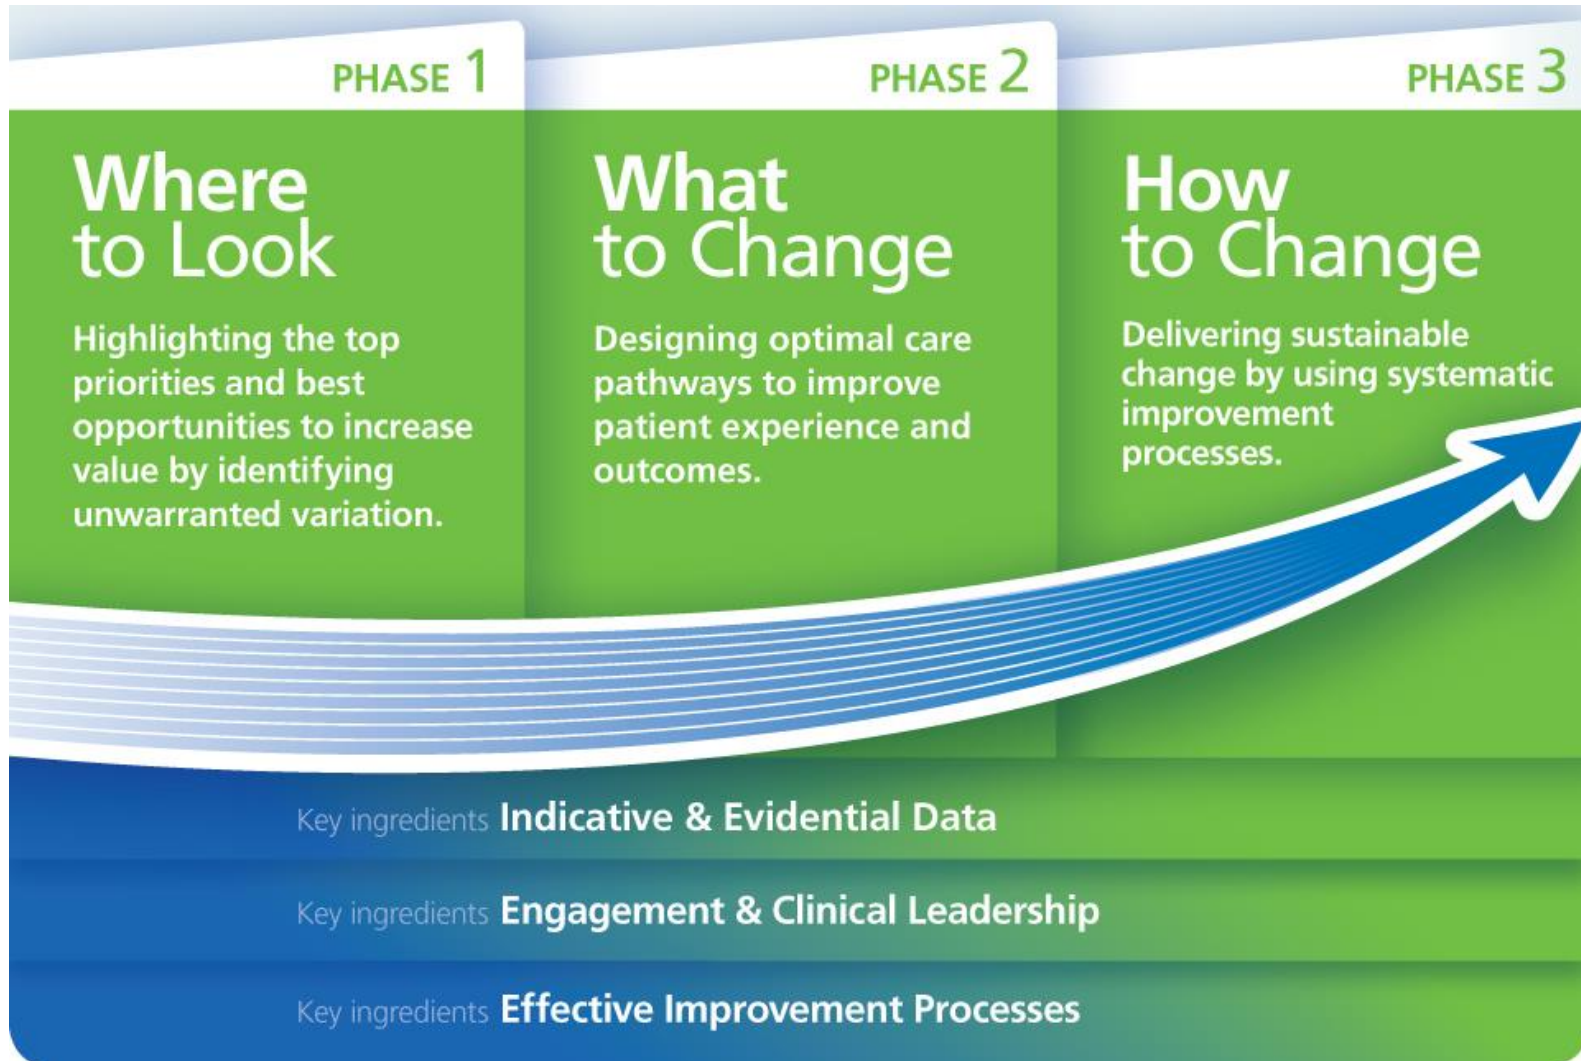 PHASE 1
Where
to Look
Highlighting the top
priorities and best
opportunities to increase
value by identifying
unwarranted variation.
PHASE 2
What
to Change
Designing optimal care
pathways to improve
patient experience and
outcomes.
PHASE 3
How
to Change
Delivering sustainable
change by using systematic
improvement
processes.
Key ingredients Indicative & Evidential Data
Key ingredients Engagement & Clinical Leadership
Key ingredients Effective Improvement Processes